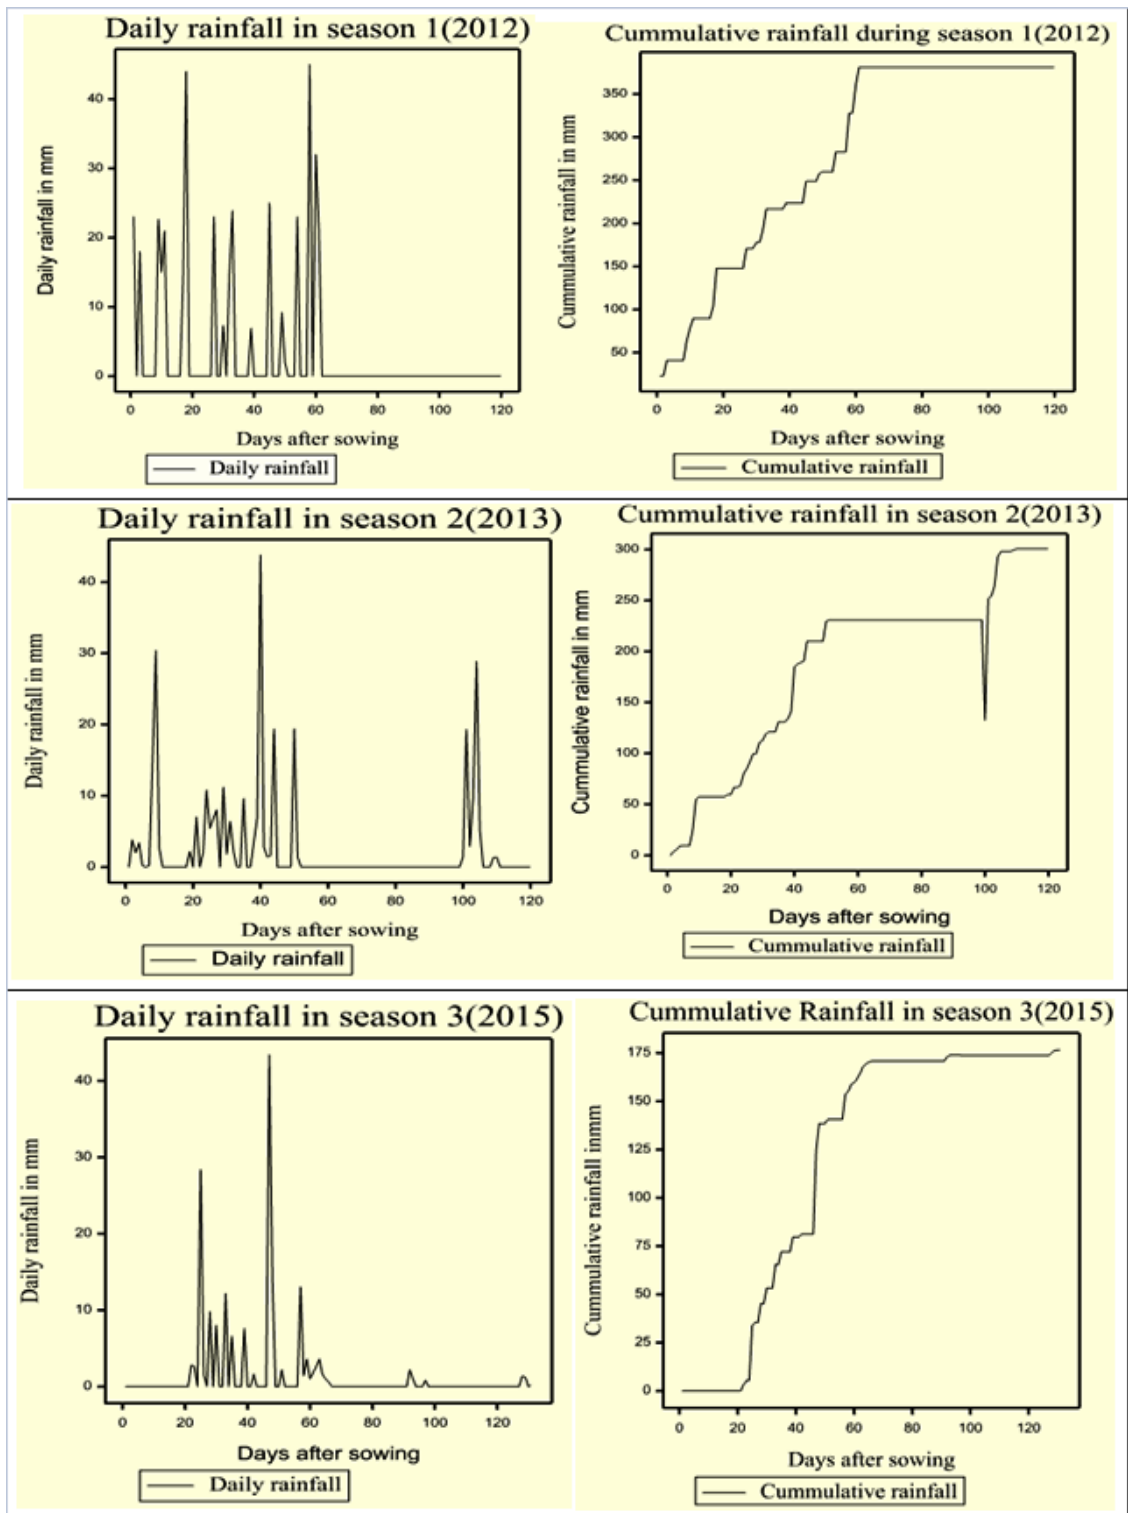 Daily rainfall in season 1(2012)
Daily rainfall in mm
40
30
20
10
0
0 20 40 60 80 100 120
Days after sowing
Daily rainfall
Cummulative rainfall during season 1(2012)
Cummulative rainfall in mm
350
300
250
200
150
100
50
0 20 40 60 80 100 120
Days after sowing
Cumulative rainfall
Daily rainfall in season 2(2013)
Daily rainfall in mm
40
30
20
10
0
0 20 40 60 80 100 120
Days after sowing
Daily rainfall
Cummulative rainfall in season 2(2013)
Cummulative rainfall in mm
300
250
200
150
100
50
0
0 20 40 60 80 100 120
Days after sowing
Cummulative rainfall
Daily rainfall in season 3(2015)
Daily rainfall in mm
40
30
20
10
0
0 20 40 60 80 100 120
Days after sowing
Daily rainfall
Cummulative Rainfall in season 3(2015)
Cummulative rainfall inmm
175
150
125
100
75
50
25
0
0 20 40 60 80 100 120
Days after sowing
Cummulative rainfall